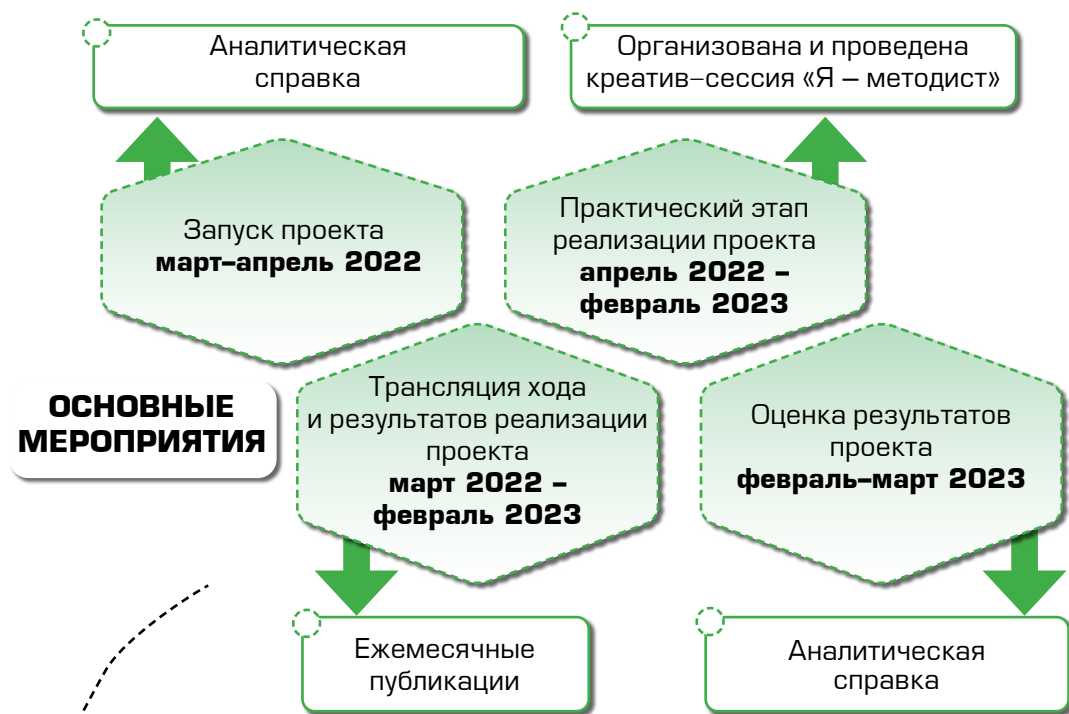 Аналитическая
справка
Организована и проведена
креатив–сессия «Я – методист»
Запуск проекта
март–апрель 2022
Практический этап
реализации проекта
апрель 2022 –
февраль 2023
ОСНОВНЫЕ
МЕРОПРИЯТИЯ
Трансляция хода
и результатов реализации
проекта
март 2022 –
февраль 2023
Оценка результатов
проекта
февраль–март 2023
Ежемесячные
публикации
Аналитическая
справка